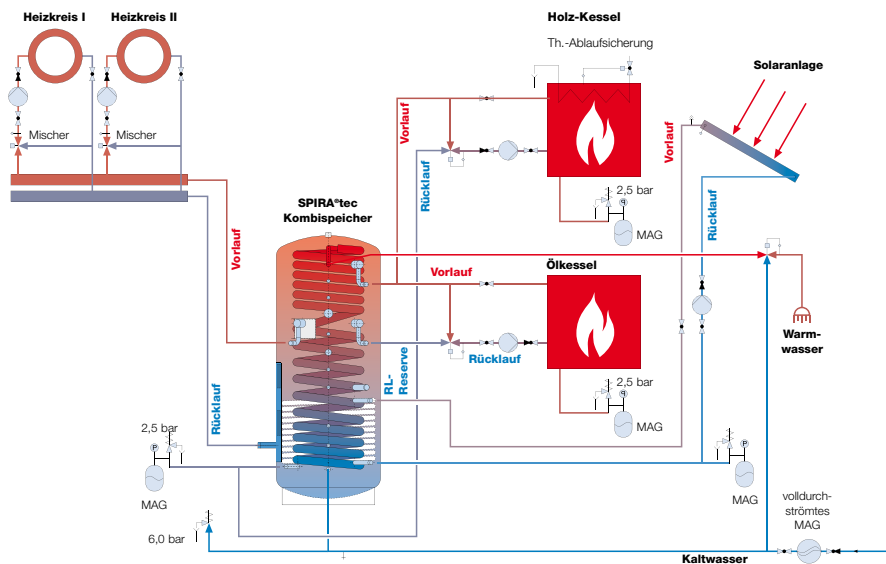 Heizkreis I
Heizkreis II
Holz-Kessel
Th.-Ablaufsicherung
Solaranlage
Mischer
Mischer
Vorlauf
Rücklauf
Vorlauf
Rücklauf
2,5 bar
P
MAG
SPIRA®tec
Kombispeicher
Vorlauf
Vorlauf
Ölkessel
Rücklauf
RL-
Reserve
Warm-
wasser
Rücklauf
2,5 bar
P
MAG
2,5 bar
P
MAG
P
MAG
6,0 bar
volldurch-
strömtes
MAG
Kaltwasser